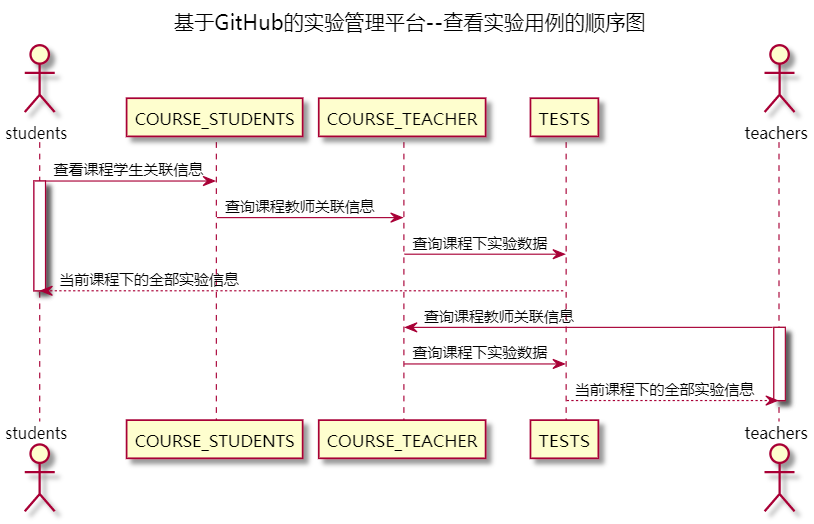 基于GitHub的实验管理平台--查看实验用例的顺序图
students
COURSE_STUDENTS
COURSE_TEACHER
TESTS
teachers
查看课程学生关联信息
查询课程教师关联信息
查询课程下实验数据
当前课程下的全部实验信息
查询课程教师关联信息
查询课程下实验数据
当前课程下的全部实验信息
students
COURSE_STUDENTS
COURSE_TEACHER
TESTS
teachers